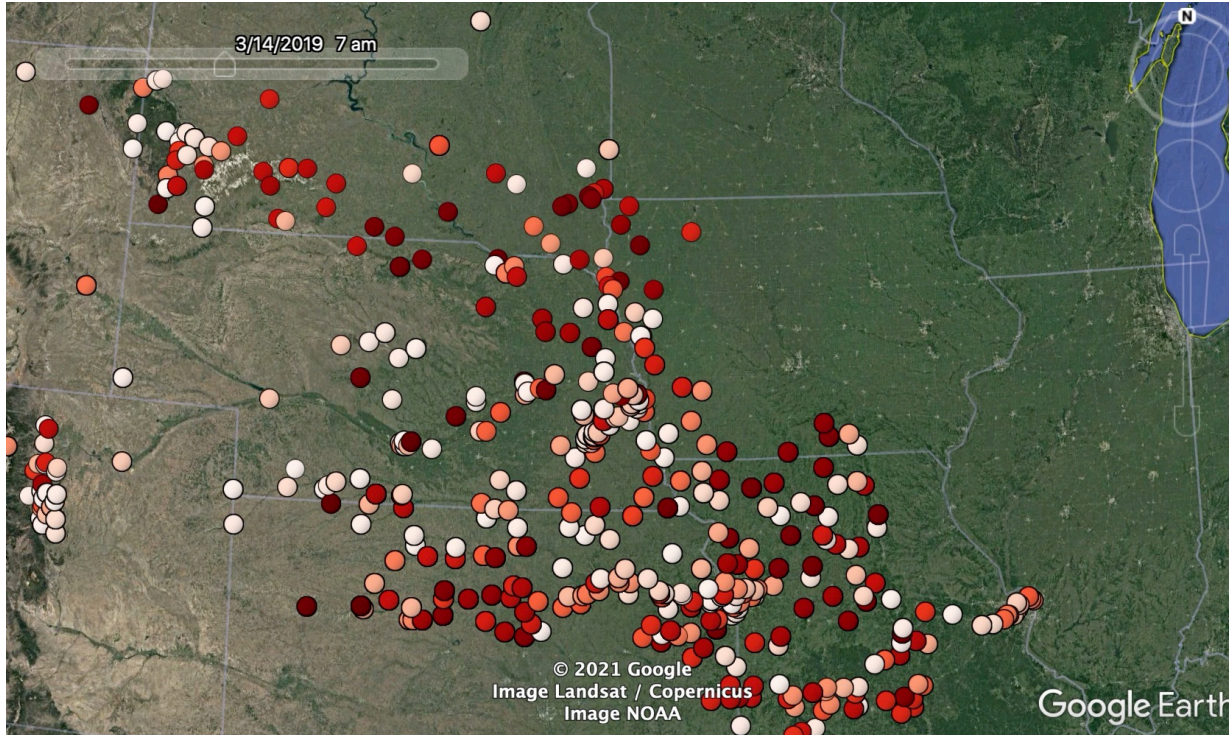 N
3/14/2019 7 am
© 2021 Google
Image Landsat / Copernicus
Image NOAA
Google Earth